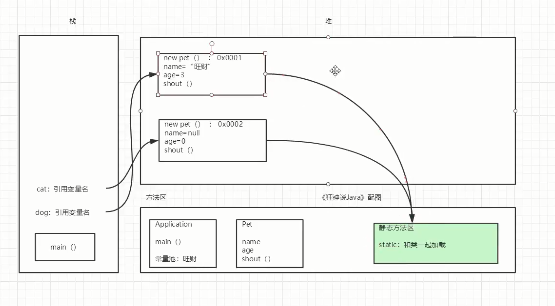 栈
堆
new pet（） ： 0x0001
name= “旺财”
age=3
shout（）
new pet（） ： 0x0002
name=null
age=0
shout（）
cat：引用变量名
dog：引用变量名
main（）
方法区
《狂神说Java》配图
Application
main（）
常量池：旺财
Pet
name
age
shout（）
静态方法区
static：和类一起加载